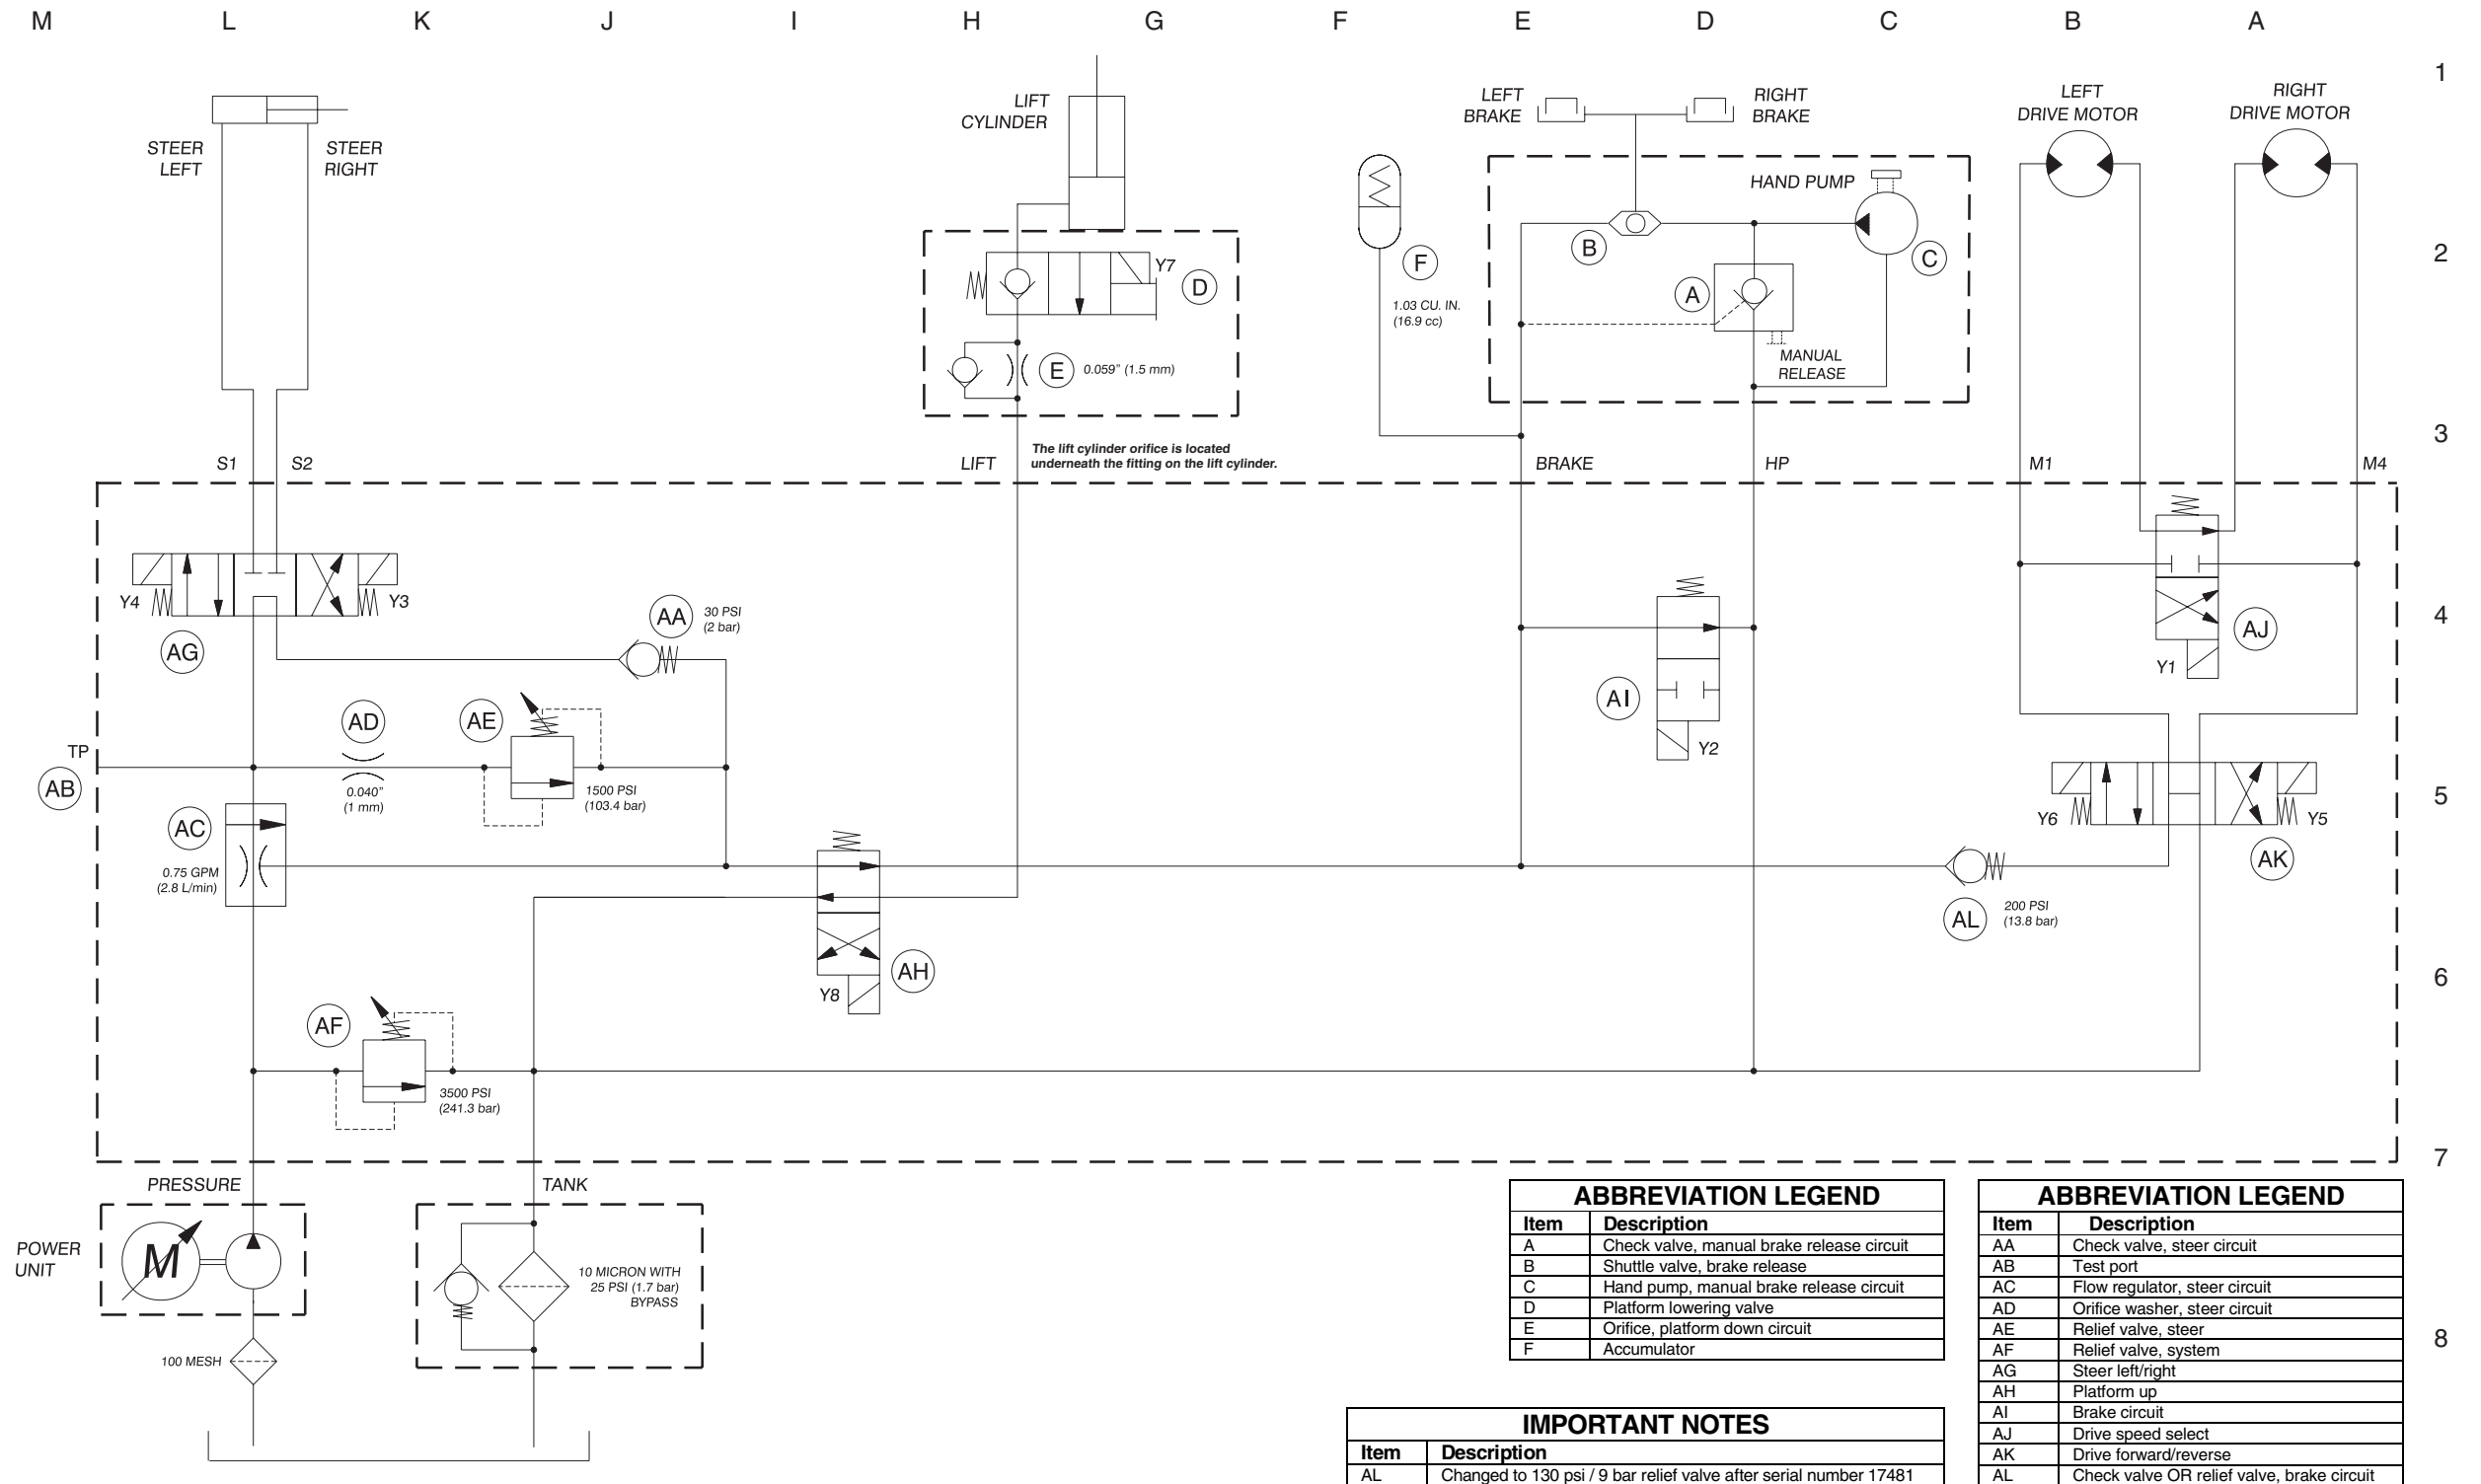 M L K J I H G F E D C B A
1
2
3
4
5
6
7
8
STEER
LEFT
STEER
RIGHT
LIFT
CYLINDER
LEFT
BRAKE
RIGHT
BRAKE
LEFT
DRIVE MOTOR
RIGHT
DRIVE MOTOR
HAND PUMP
Y7
D
E
0.059” (1.5 mm)
F
1.03 CU. IN.
(16.9 cc)
B
C
A
MANUAL
RELEASE
The lift cylinder orifice is located
underneath the fitting on the lift cylinder.
S1
S2
LIFT
BRAKE
HP
M1
M4
Y4
Y3
AG
AA
30 PSI
(2 bar)
AD
0.040”
(1 mm)
AE
1500 PSI
(103.4 bar)
TP
AB
AC
0.75 GPM
(2.8 L/min)
AI
Y2
Y1
AJ
Y6
Y5
AK
AL
200 PSI
(13.8 bar)
Y8
AH
AF
3500 PSI
(241.3 bar)
PRESSURE
TANK
POWER
UNIT
M
10 MICRON WITH
25 PSI (1.7 bar)
BYPASS
100 MESH
ABBREVIATION LEGEND
Item Description
A Check valve, manual brake release circuit
B Shuttle valve, brake release
C Hand pump, manual brake release circuit
D Platform lowering valve
E Orifice, platform down circuit
F Accumulator
IMPORTANT NOTES
Item Description
AL Changed to 130 psi / 9 bar relief valve after serial number 17481
ABBREVIATION LEGEND
Item Description
AA Check valve, steer circuit
AB Test port
AC Flow regulator, steer circuit
AD Orifice washer, steer circuit
AE Relief valve, steer
AF Relief valve, system
AG Steer left/right
AH Platform up
AI Brake circuit
AJ Drive speed select
AK Drive forward/reverse
AL Check valve OR relief valve, brake circuit